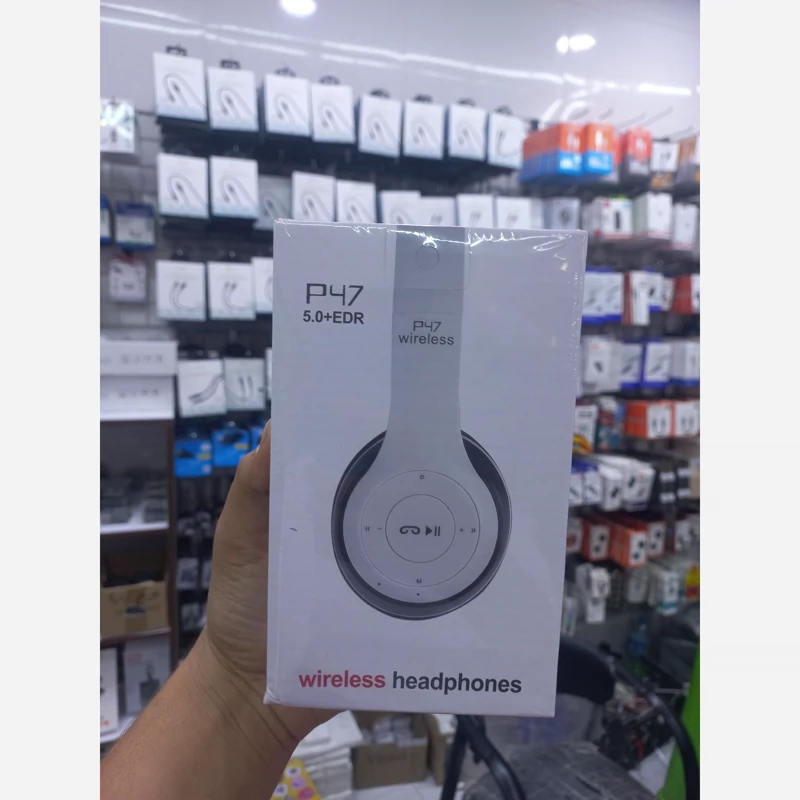 P47
5.0+EDR
P47
wireless
wireless headphones